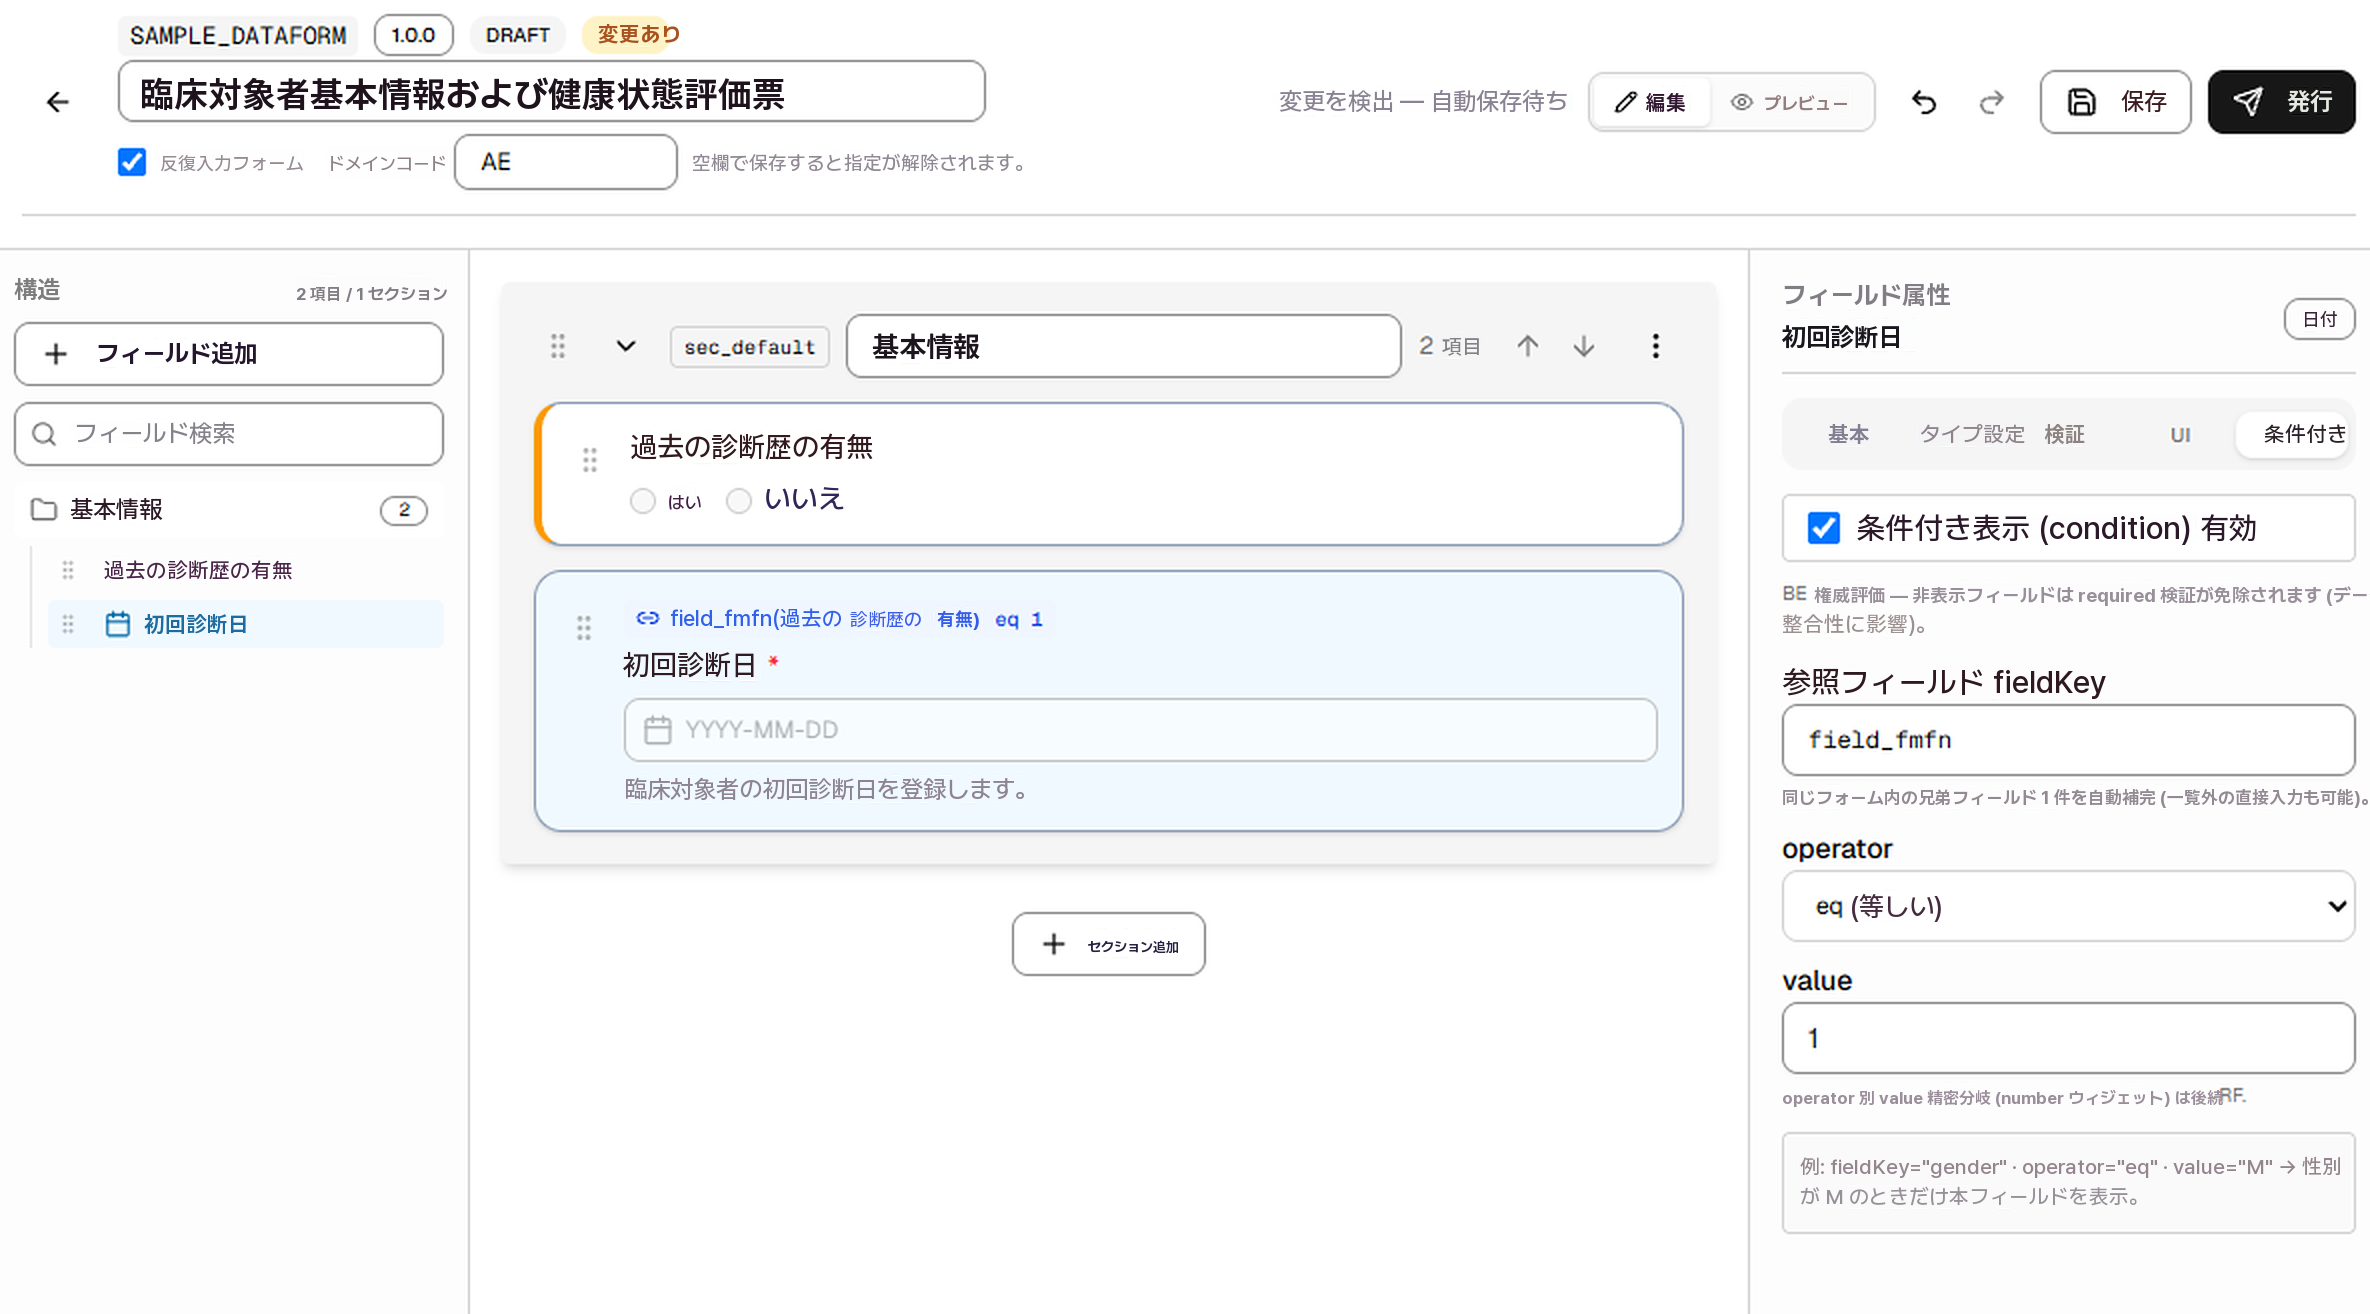 SAMPLE_DATAFORM 1.0.0 DRAFT 変更あり
臨床対象者基本情報および健康状態評価票
変更を検出 — 自動保存待ち 編集 プレビュー 保存 発行
反復入力フォーム ドメインコード AE 空欄で保存すると指定が解除されます。
構造 2 項目 / 1 セクション
フィールド追加
フィールド検索
基本情報 2
過去の診断歴の有無
初回診断日
sec_default 基本情報 2 項目
過去の診断歴の有無
はい いいえ
field_fmfn(過去の 診断歴の 有無) eq 1
初回診断日 *
YYYY-MM-DD
臨床対象者の初回診断日を登録します。
セクション追加
フィールド属性
初回診断日 日付
基本 タイプ設定 検証 UI 条件付き
条件付き表示 (condition) 有効
BE 権威評価 — 非表示フィールドは required 検証が免除されます (デー
整合性に影響)。
参照フィールド fieldKey
field_fmfn
同じフォーム内の兄弟フィールド 1 件を自動補完 (一覧外の直接入力も可能)。
operator
eq (等しい)
value
1
operator 別 value 精密分岐 (number ウィジェット) は後続RF.
例: fieldKey="gender" · operator="eq" · value="M" → 性別
が M のときだけ本フィールドを表示。